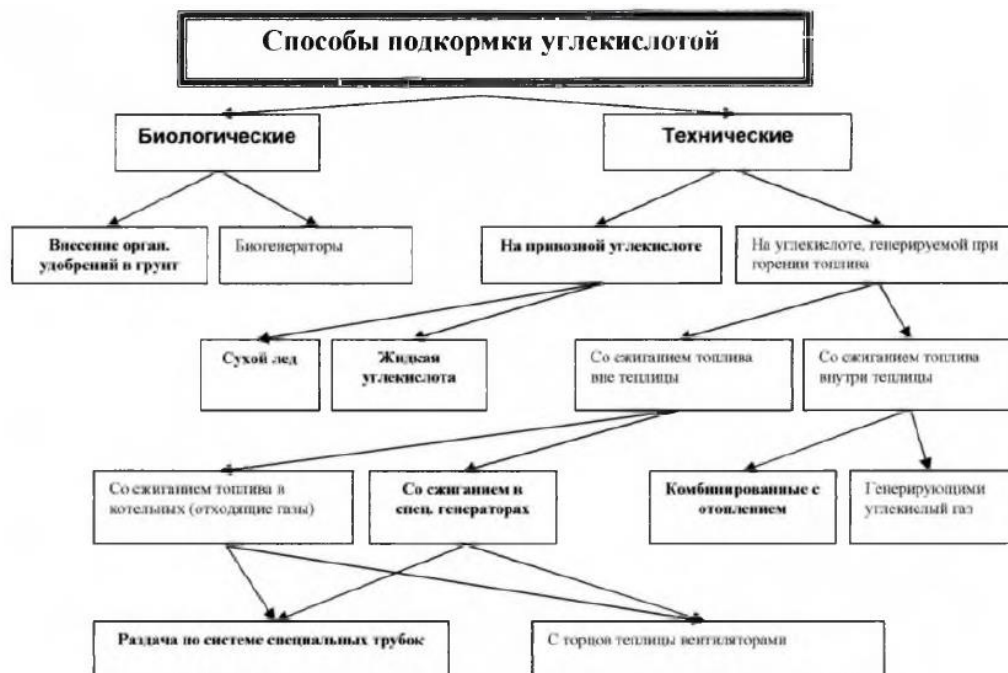 Способы подкормки углекислотой
Биологические
Технические
Внесение орган.
удобрений в грунт
Биогенераторы
На привозной углекислоте
На углекислоте, генерируемой при
горении топлива
Сухой лед
Жидкая
углекислота
Со сжиганием топлива
вне теплицы
Со сжиганием топлива
внутри теплицы
Со сжиганием топлива в
котельных (отходящие газы)
Со сжиганием в
спец. генераторах
Комбинированные с
отоплением
Генерирующими
углекислый газ
Раздача по системе специальных трубок
С торцов теплицы вентиляторами